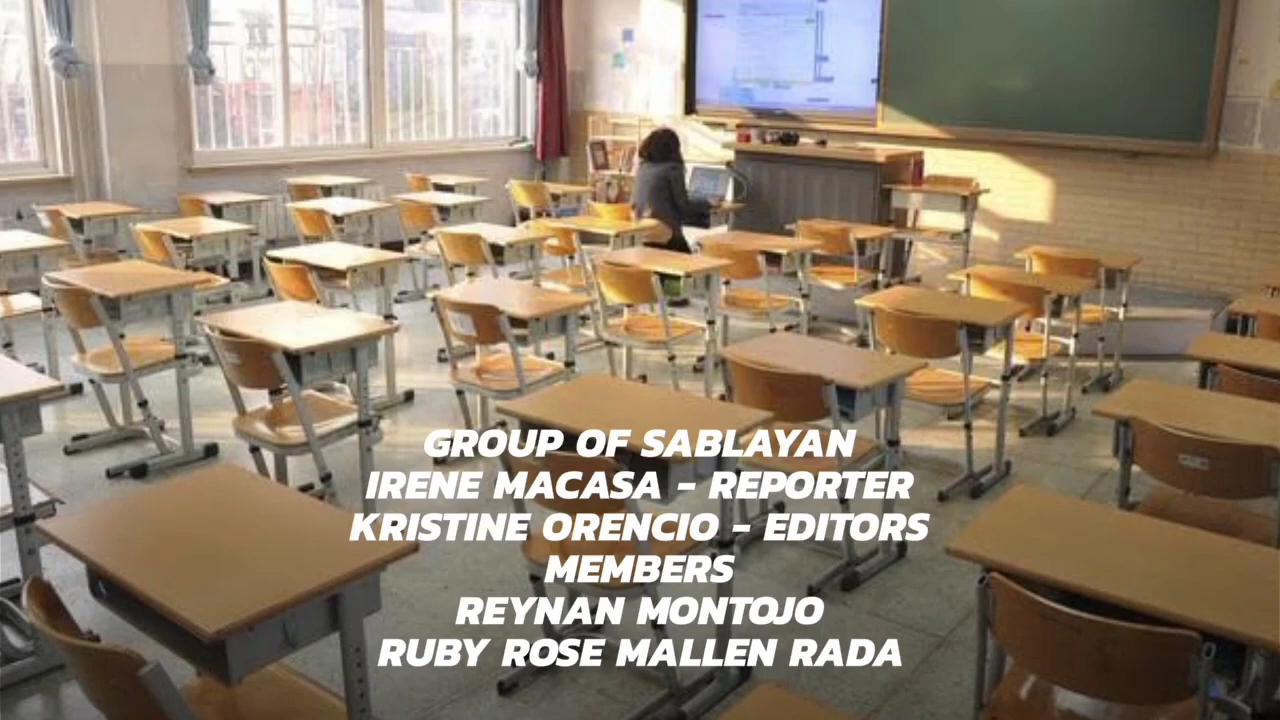 GROUP OF SABLAYAN
IRENE MACASA - REPORTER
KRISTINE ORENCIO - EDITORS
MEMBERS
REYNAN MONTOJO
RUBY ROSE MALLEN RADA